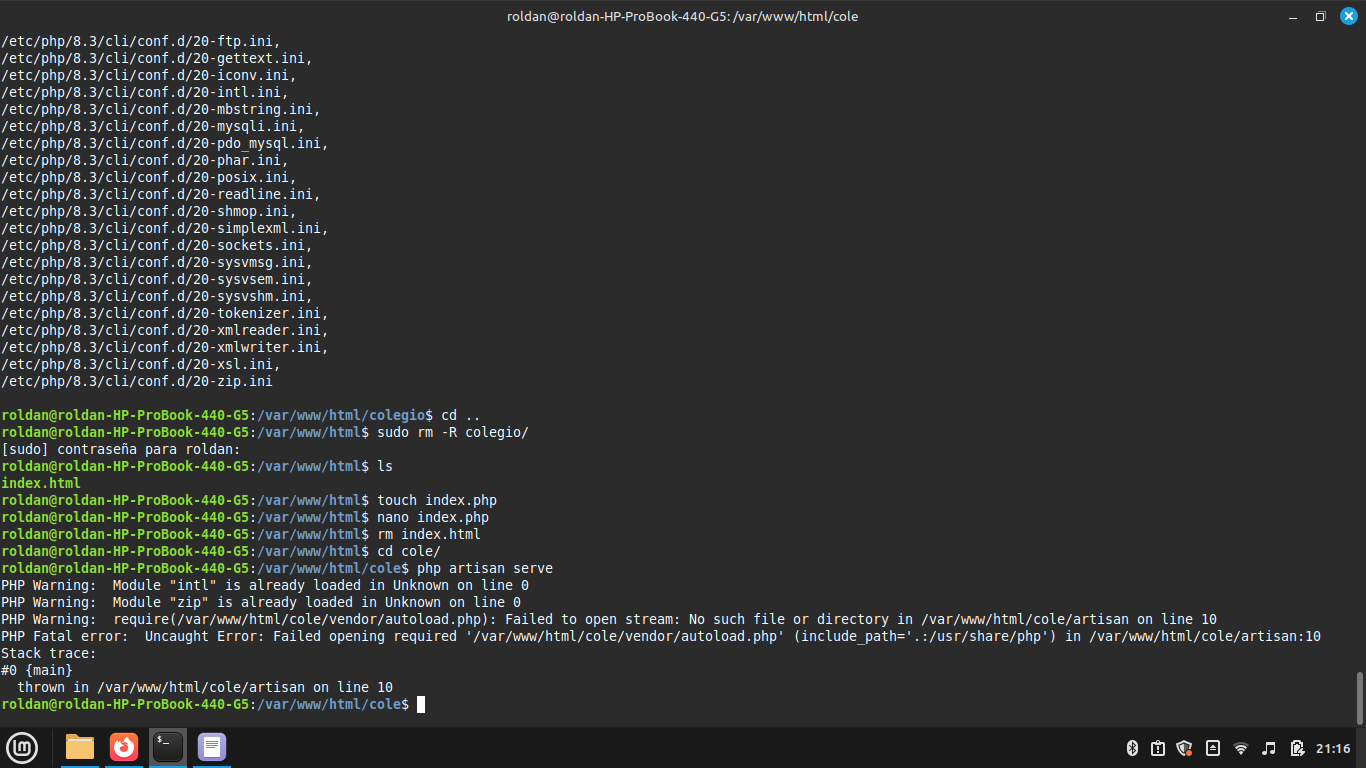 roldan@roldan-HP-ProBook-440-G5: /var/www/html/cole
/etc/php/8.3/cli/conf.d/20-ftp.ini,
/etc/php/8.3/cli/conf.d/20-gettext.ini,
/etc/php/8.3/cli/conf.d/20-iconv.ini,
/etc/php/8.3/cli/conf.d/20-intl.ini,
/etc/php/8.3/cli/conf.d/20-mbstring.ini,
/etc/php/8.3/cli/conf.d/20-mysqli.ini,
/etc/php/8.3/cli/conf.d/20-pdo_mysql.ini,
/etc/php/8.3/cli/conf.d/20-phar.ini,
/etc/php/8.3/cli/conf.d/20-posix.ini,
/etc/php/8.3/cli/conf.d/20-readline.ini,
/etc/php/8.3/cli/conf.d/20-shmop.ini,
/etc/php/8.3/cli/conf.d/20-simplexml.ini,
/etc/php/8.3/cli/conf.d/20-sockets.ini,
/etc/php/8.3/cli/conf.d/20-sysvmsg.ini,
/etc/php/8.3/cli/conf.d/20-sysvsem.ini,
/etc/php/8.3/cli/conf.d/20-sysvshm.ini,
/etc/php/8.3/cli/conf.d/20-tokenizer.ini,
/etc/php/8.3/cli/conf.d/20-xmlreader.ini,
/etc/php/8.3/cli/conf.d/20-xmlwriter.ini,
/etc/php/8.3/cli/conf.d/20-xsl.ini,
/etc/php/8.3/cli/conf.d/20-zip.ini
roldan@roldan-HP-ProBook-440-G5:/var/www/html/colegio$ cd ..
roldan@roldan-HP-ProBook-440-G5:/var/www/html$ sudo rm -R colegio/
[sudo] contraseña para roldan:
roldan@roldan-HP-ProBook-440-G5:/var/www/html$ ls
index.html
roldan@roldan-HP-ProBook-440-G5:/var/www/html$ touch index.php
roldan@roldan-HP-ProBook-440-G5:/var/www/html$ nano index.php
roldan@roldan-HP-ProBook-440-G5:/var/www/html$ rm index.html
roldan@roldan-HP-ProBook-440-G5:/var/www/html$ cd cole/
roldan@roldan-HP-ProBook-440-G5:/var/www/html/cole$ php artisan serve
PHP Warning:  Module "intl" is already loaded in Unknown on line 0
PHP Warning:  Module "zip" is already loaded in Unknown on line 0
PHP Warning:  require(/var/www/html/cole/vendor/autoload.php): Failed to open stream: No such file or directory in /var/www/html/cole/artisan on line 10
PHP Fatal error:  Uncaught Error: Failed opening required '/var/www/html/cole/vendor/autoload.php' (include_path='.:/usr/share/php') in /var/www/html/cole/artisan:10
Stack trace:
#0 {main}
  thrown in /var/www/html/cole/artisan on line 10
roldan@roldan-HP-ProBook-440-G5:/var/www/html/cole$
21:16